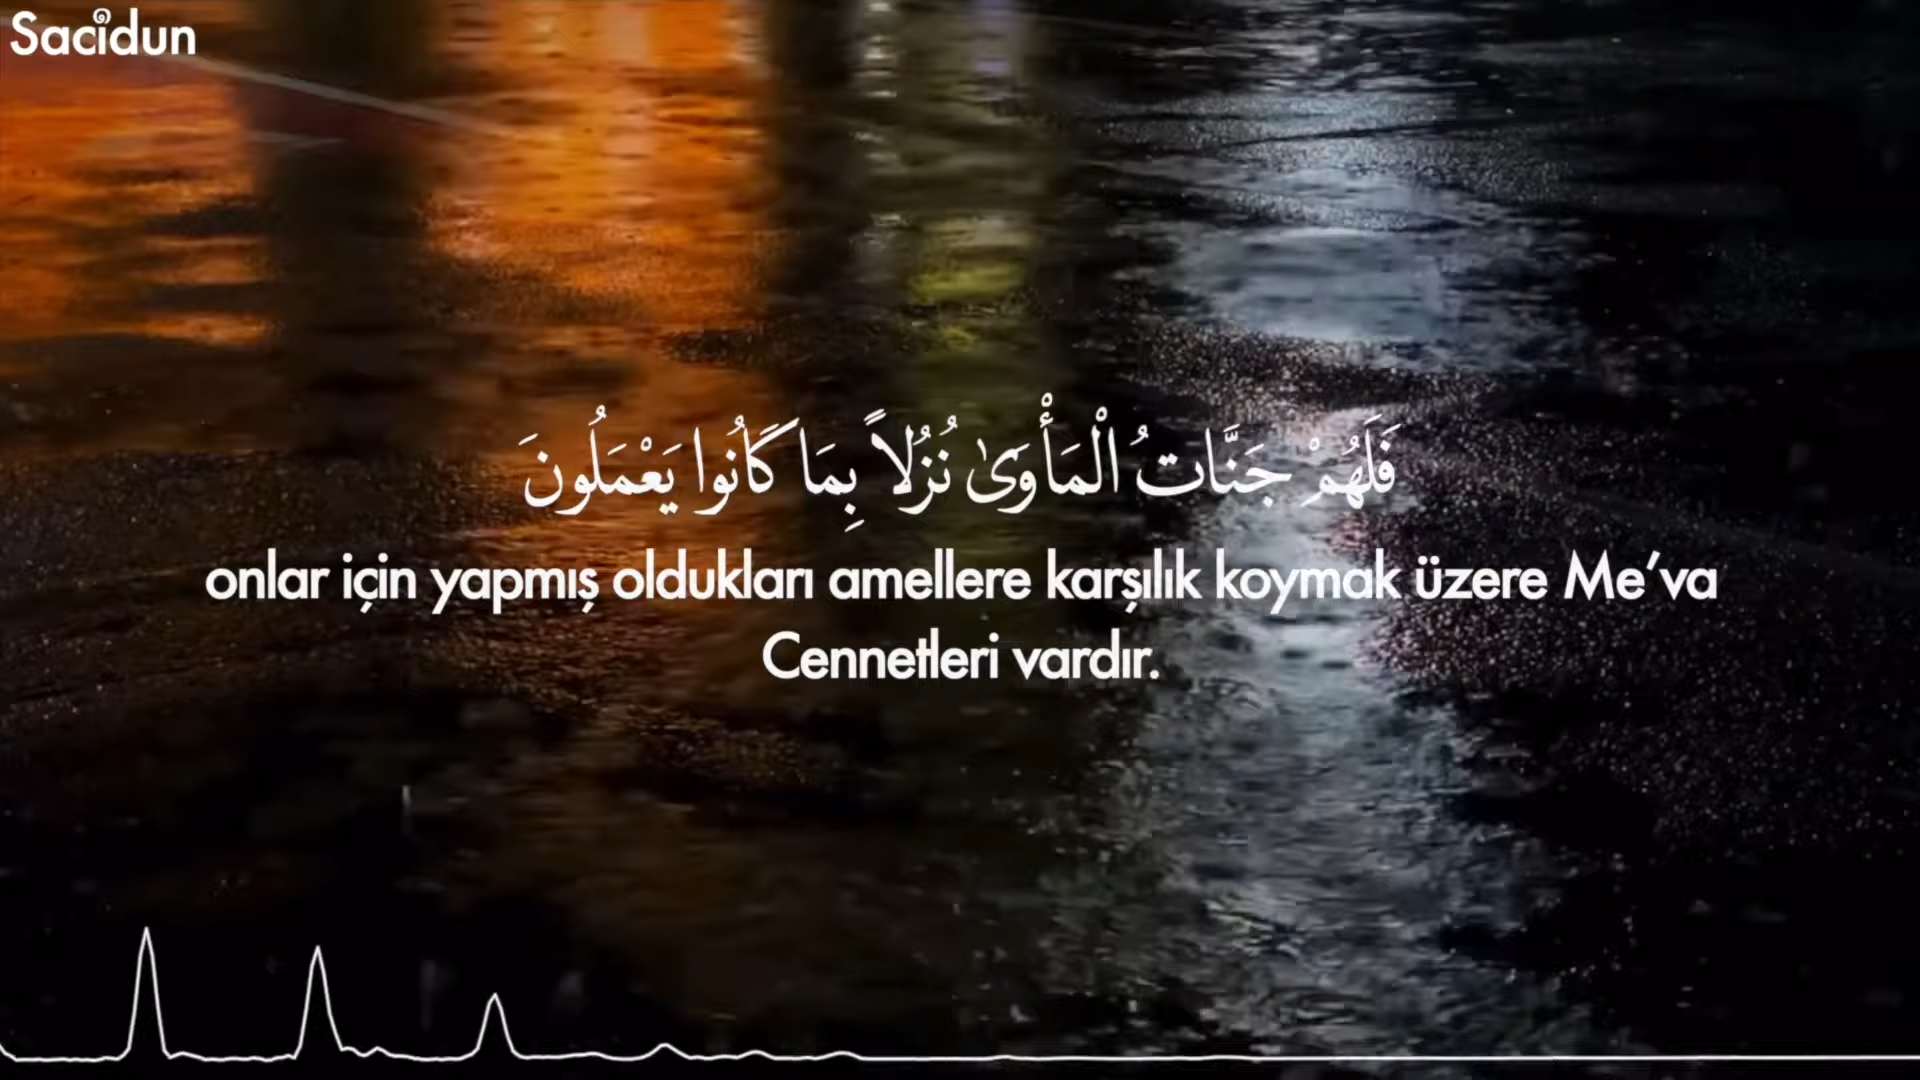 Sacidun
فَلَهُمْ جَنَّاتُ الْمَأْوَىٰ نُزُلاً بِمَا كَانُوا يَعْمَلُونَ
onlar için yapmış oldukları amellere karşılık koymak üzere Me’va
Cennetleri vardır.